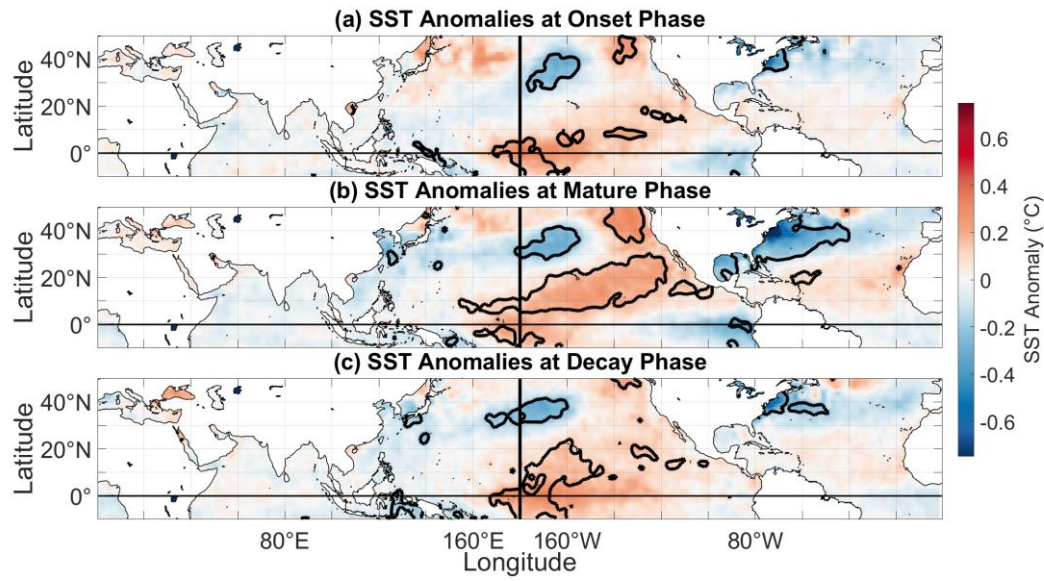 (a) SST Anomalies at Onset Phase
40°N
20°N
0°
Latitude
(b) SST Anomalies at Mature Phase
40°N
20°N
0°
Latitude
(c) SST Anomalies at Decay Phase
40°N
20°N
0°
Latitude
80°E 160°E 160°W 80°W
Longitude
0.6
0.4
0.2
0
-0.2
-0.4
-0.6
SST Anomaly (°C)